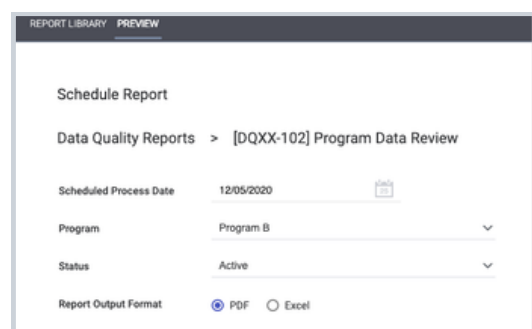 REPORT LIBRARY PREVIEW
Schedule Report
Data Quality Reports > [DQXX-102] Program Data Review
Scheduled Process Date 12/05/2020
Program Program B
Status Active
Report Output Format PDF Excel